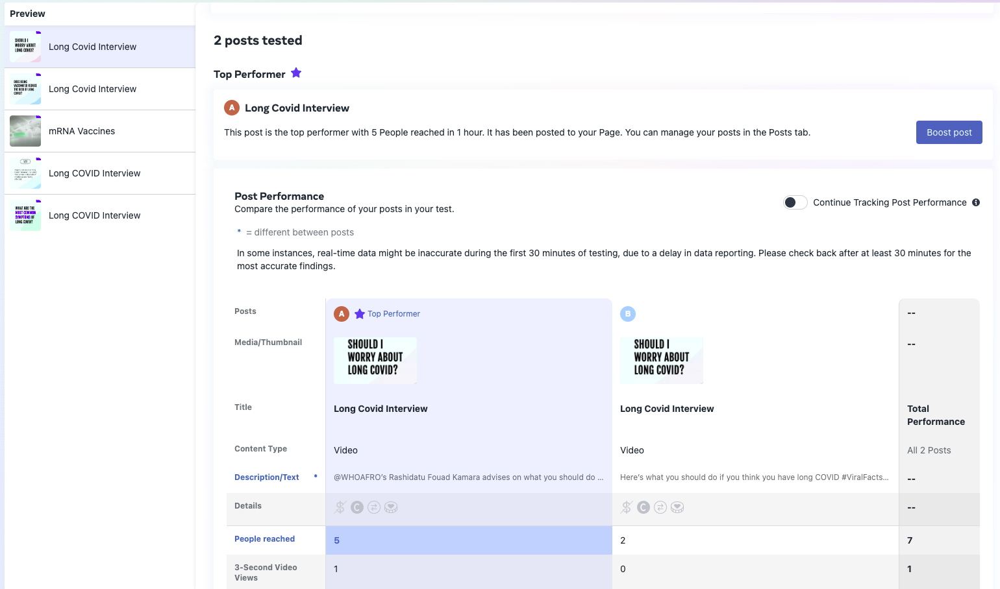 Preview
SHOULD I
WORRY ABOUT
LONG COVID?
Long Covid Interview
DOES BEING
VACCINATED REDUCE
THE RISK OF LONG
COVID?
Long Covid Interview
mRNA Vaccines
Long COVID Interview
WHAT ARE THE
MOST COMMON
SYMPTOMS OF
LONG COVID?
Long COVID Interview
2 posts tested
Top Performer
A Long Covid Interview
This post is the top performer with 5 People reached in 1 hour. It has been posted to your Page. You can manage your posts in the Posts tab.
Boost post
Post Performance
Compare the performance of your posts in your test.
Continue Tracking Post Performance
* = different between posts
In some instances, real-time data might be inaccurate during the first 30 minutes of testing, due to a delay in data reporting. Please check back after at least 30 minutes for the
most accurate findings.
Posts A Top Performer B --
Media/Thumbnail --
SHOULD I
WORRY ABOUT
LONG COVID?
SHOULD I
WORRY ABOUT
LONG COVID?
Title Long Covid Interview Long Covid Interview Total
Performance
Content Type Video Video All 2 Posts
Description/Text * @WHOAFRO's Rashidatu Fouad Kamara advises on what you should do ... Here's what you should do if you think you have long COVID #ViralFacts... --
Details --
People reached 5 2 7
3-Second Video
Views 1 0 1